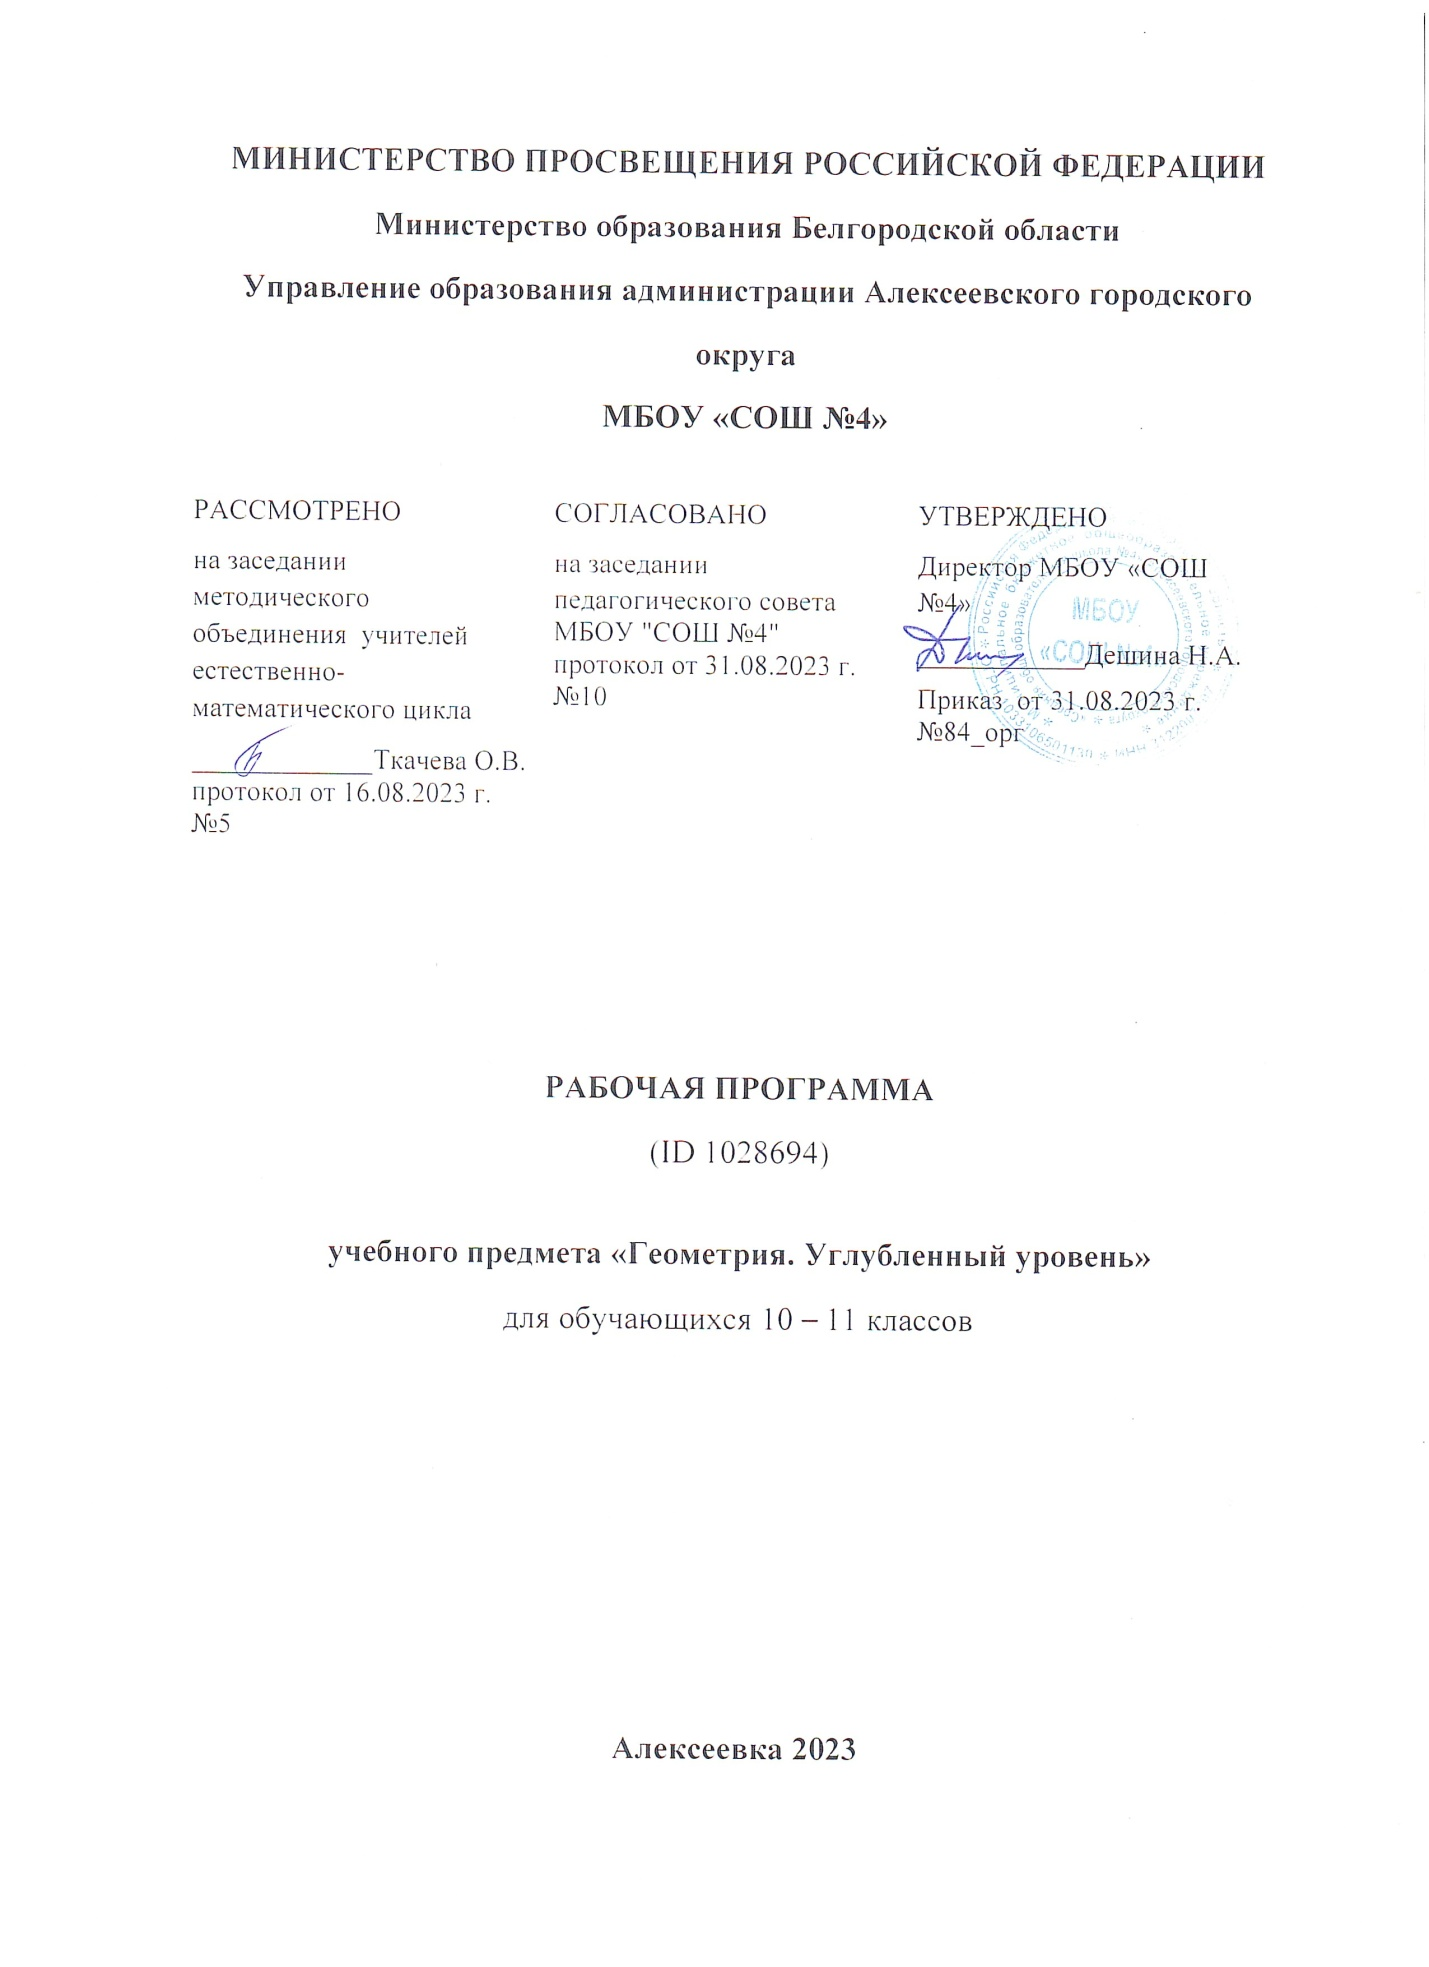 МИНИСТЕРСТВО ПРОСВЕЩЕНИЯ РОССИЙСКОЙ ФЕДЕРАЦИИ
Министерство образования Белгородской области
Управление образования администрации Алексеевского городского
округа
МБОУ «СОШ №4»
РАССМОТРЕНО
на заседании
методического
объединения учителей
естественно-
математического цикла
Ткачева О.В.
протокол от 16.08.2023 г.
№5
СОГЛАСОВАНО
на заседании
педагогического совета
МБОУ "СОШ №4"
протокол от 31.08.2023 г.
№10
УТВЕРЖДЕНО
Директор МБОУ «СОШ
№4»
Дешина Н.А.
Приказ от 31.08.2023 г.
№84_орг
МБОУ
РАБОЧАЯ ПРОГРАММА
(ID 1028694)
учебного предмета «Геометрия. Углубленный уровень»
для обучающихся 10 – 11 классов
Алексеевка 2023